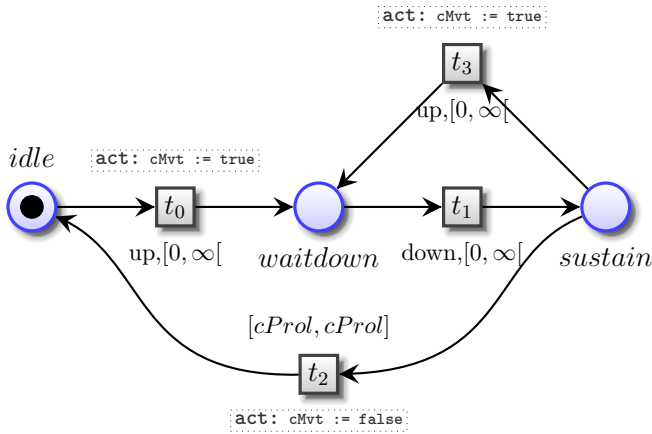 act: cMvt := true
t3
up,[0, ∞[
idle
act: cMvt := true
t0
t1
up,[0, ∞[
waitdown
down,[0, ∞[
sustain
[cProl, cProl]
t2
act: cMvt := false